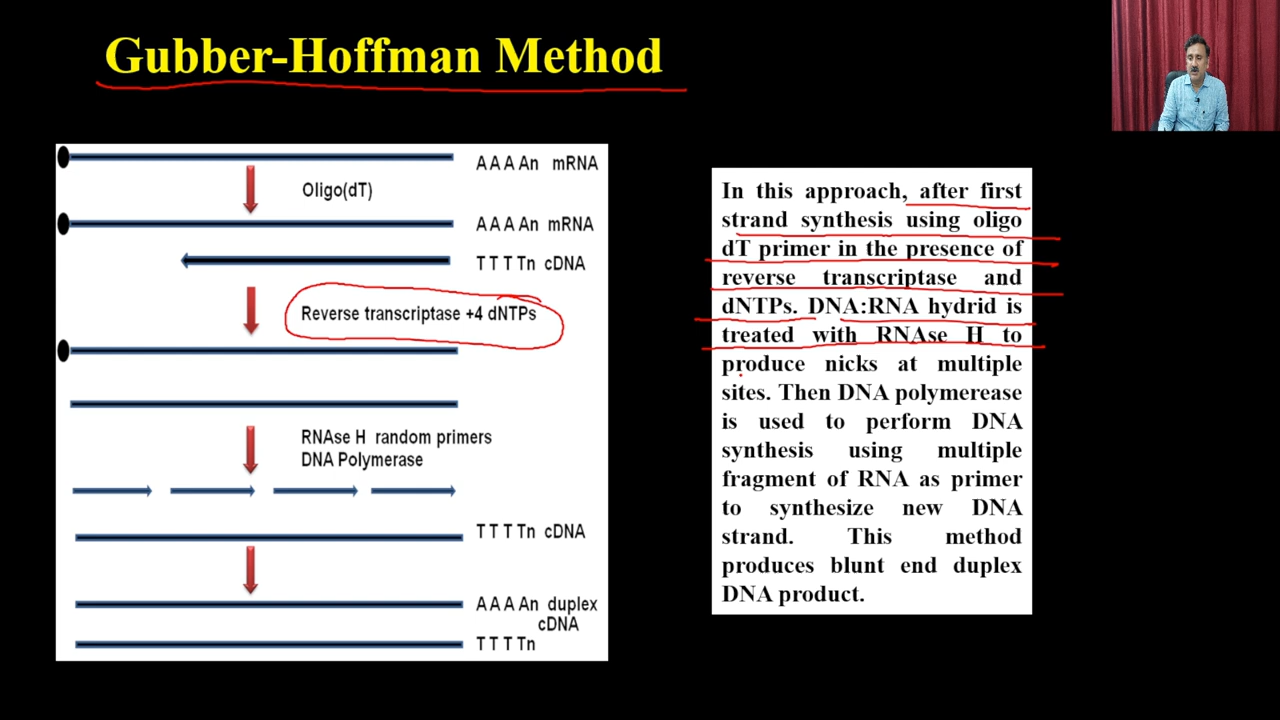 Gubber-Hoffman Method
A A A An mRNA
Oligo(dT)
A A A An mRNA
T T T Tn cDNA
Reverse transcriptase +4 dNTPs
RNAse H random primers
DNA Polymerase
T T T Tn cDNA
A A A An duplex
cDNA
T T T Tn
In this approach, after first
strand synthesis using oligo
dT primer in the presence of
reverse transcriptase and
dNTPs. DNA:RNA hydrid is
treated with RNAse H to
produce nicks at multiple
sites. Then DNA polymerease
is used to perform DNA
synthesis using multiple
fragment of RNA as primer
to synthesize new DNA
strand. This method
produces blunt end duplex
DNA product.